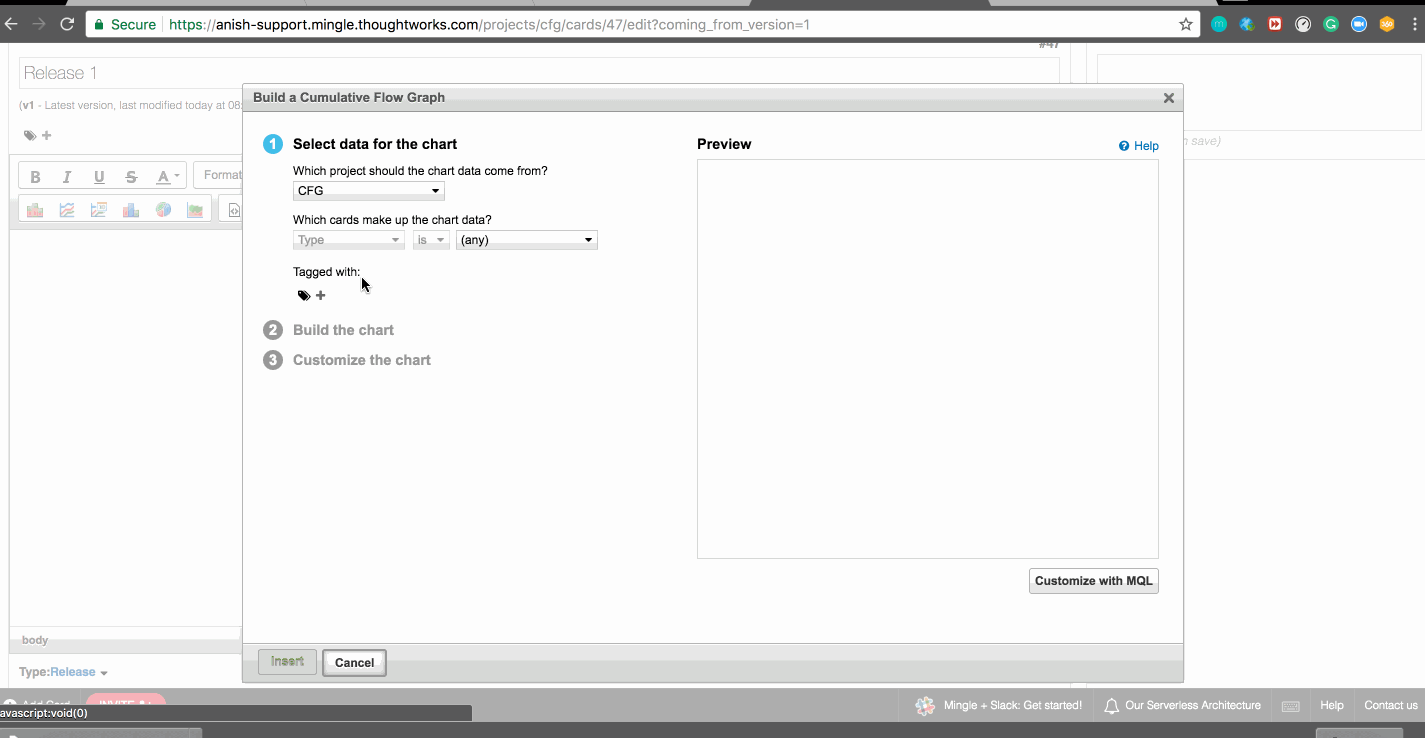 Secure https://anish-support.mingle.thoughtworks.com/projects/cfg/cards/47/edit?coming_from_version=1
#47
Release 1
(v1 - Latest version, last modified today at 08:
n save)
B I U S A Format
body
Type:Release
Build a Cumulative Flow Graph
1 Select data for the chart
Which project should the chart data come from?
CFG
Which cards make up the chart data?
Type is (any)
Tagged with:
2 Build the chart
3 Customize the chart
Preview
Help
Customize with MQL
Insert Cancel
Add Card INVITE
Mingle + Slack: Get started! Our Serverless Architecture Help Contact us
avascript:void(0)